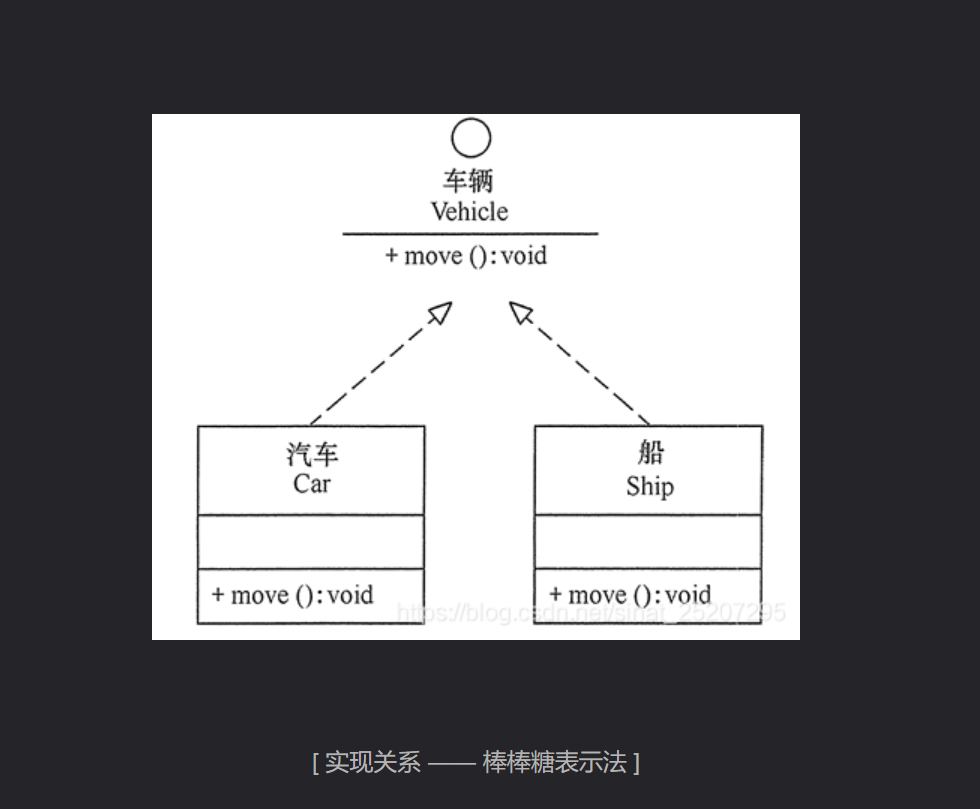 车辆
Vehicle
+ move ():void
汽车
Car
船
Ship
+ move ():void
+ move ():void
https://blog.csdn.net/sinat_25207295
[ 实现关系 —— 棒棒糖表示法 ]